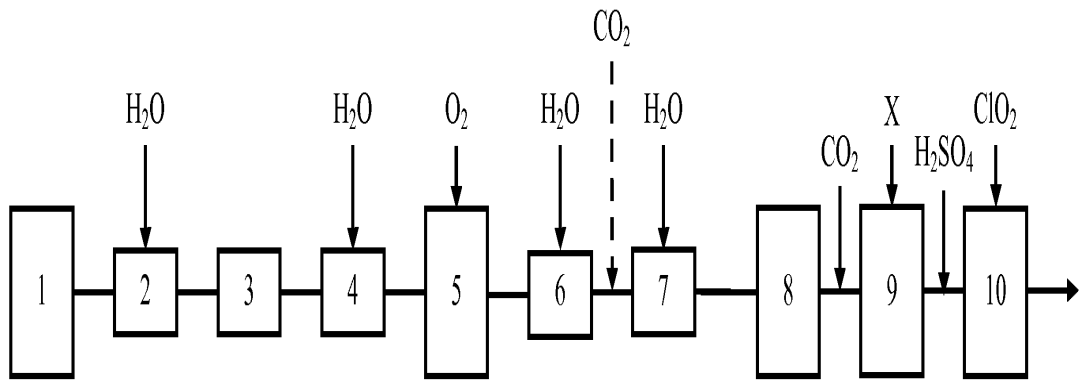 CO₂
H₂O
H₂O
O₂
H₂O
H₂O
X
ClO₂
CO₂
H₂SO₄
1
2
3
4
5
6
7
8
9
10